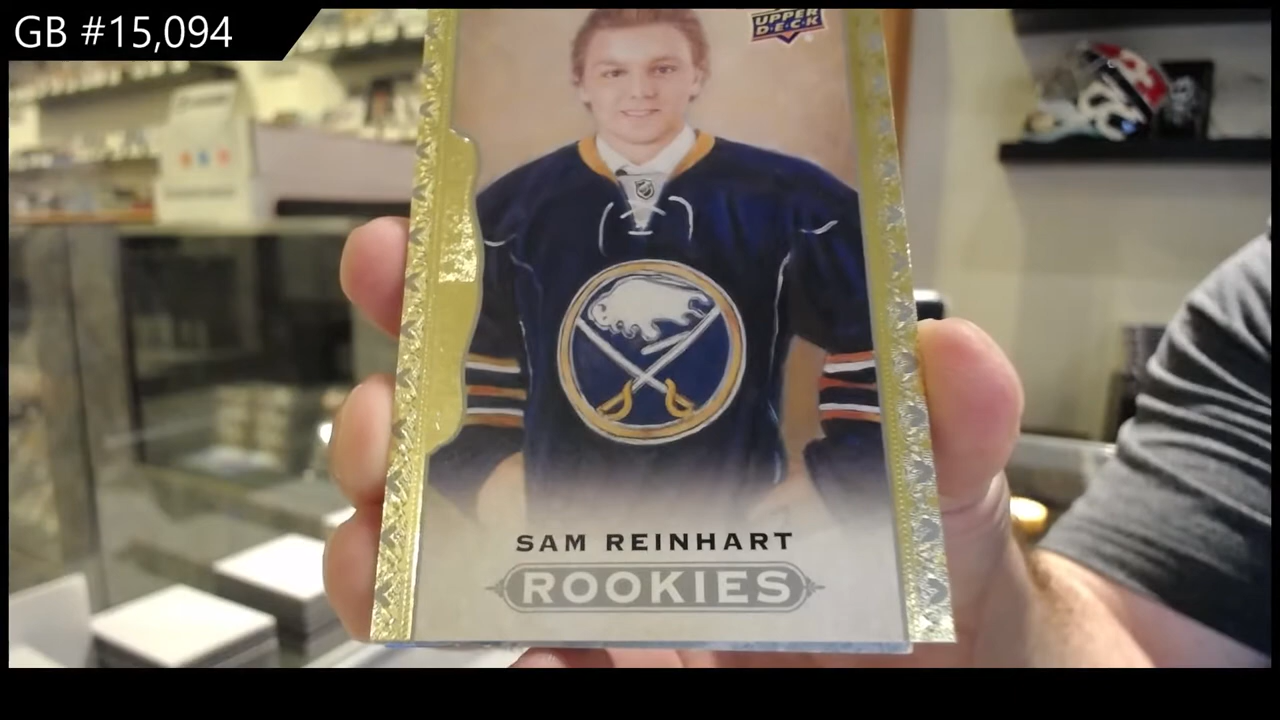 GB #15,094
UPPER
DECK
SAM REINHART
ROOKIES